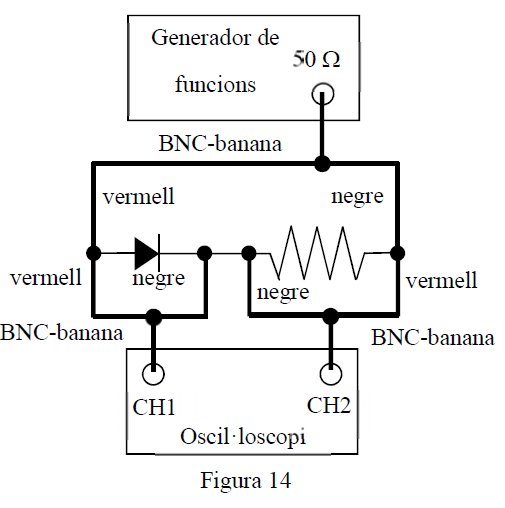 Generador de
50 Ω
funcions
BNC-banana
vermell
negre
vermell
negre
negre
vermell
BNC-banana
BNC-banana
CH1
CH2
Oscil·loscopi
Figura 14